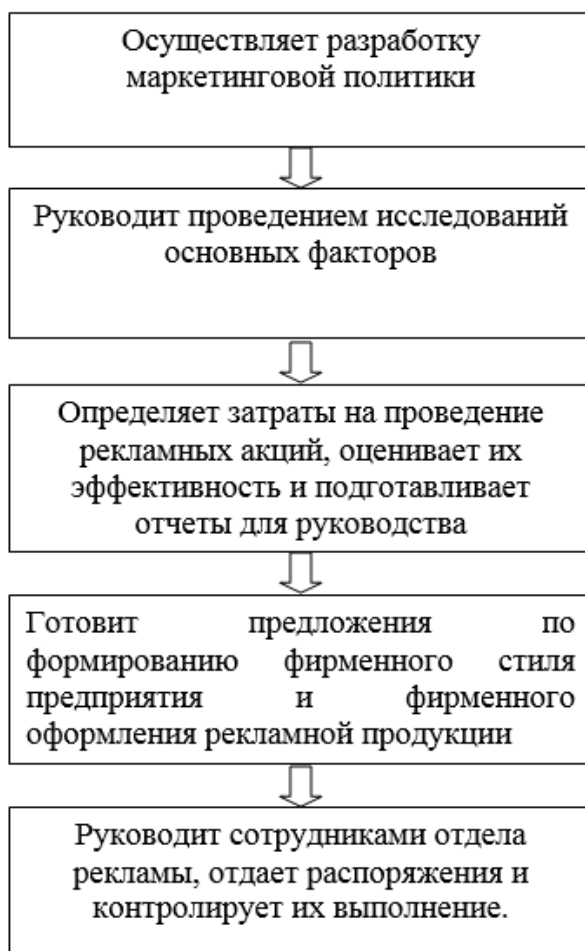 Осуществляет разработку
маркетинговой политики
Руководит проведением исследований
основных факторов
Определяет затраты на проведение
рекламных акций, оценивает их
эффективность и подготавливает
отчеты для руководства
Готовит предложения по
формированию фирменного стиля
предприятия и фирменного
оформления рекламной продукции
Руководит сотрудниками отдела
рекламы, отдает распоряжения и
контролирует их выполнение.